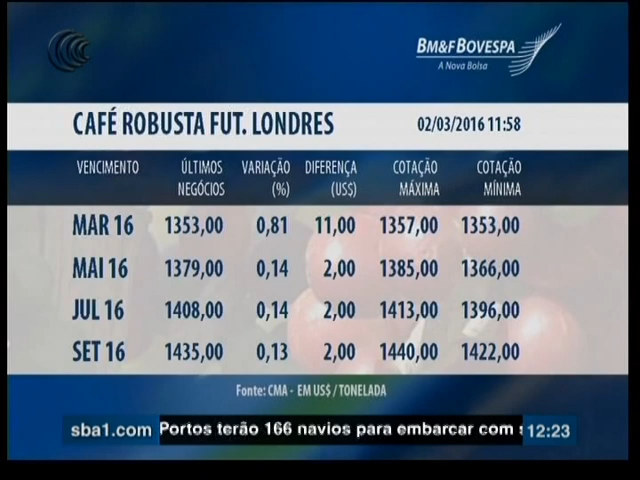 BM&FBOVESPA
A Nova Bolsa
CAFÉ ROBUSTA FUT. LONDRES 02/03/2016 11:58
VENCIMENTO ÚLTIMOS NEGÓCIOS VARIAÇÃO (%) DIFERENÇA (US$) COTAÇÃO MÁXIMA COTAÇÃO MÍNIMA
MAR 16 1353,00 0,81 11,00 1357,00 1353,00
MAI 16 1379,00 0,14 2,00 1385,00 1366,00
JUL 16 1408,00 0,14 2,00 1413,00 1396,00
SET 16 1435,00 0,13 2,00 1440,00 1422,00
Fonte: CMA - EM US$ / TONELADA
sba1.com Portos terão 166 navios para embarcar com 12:23